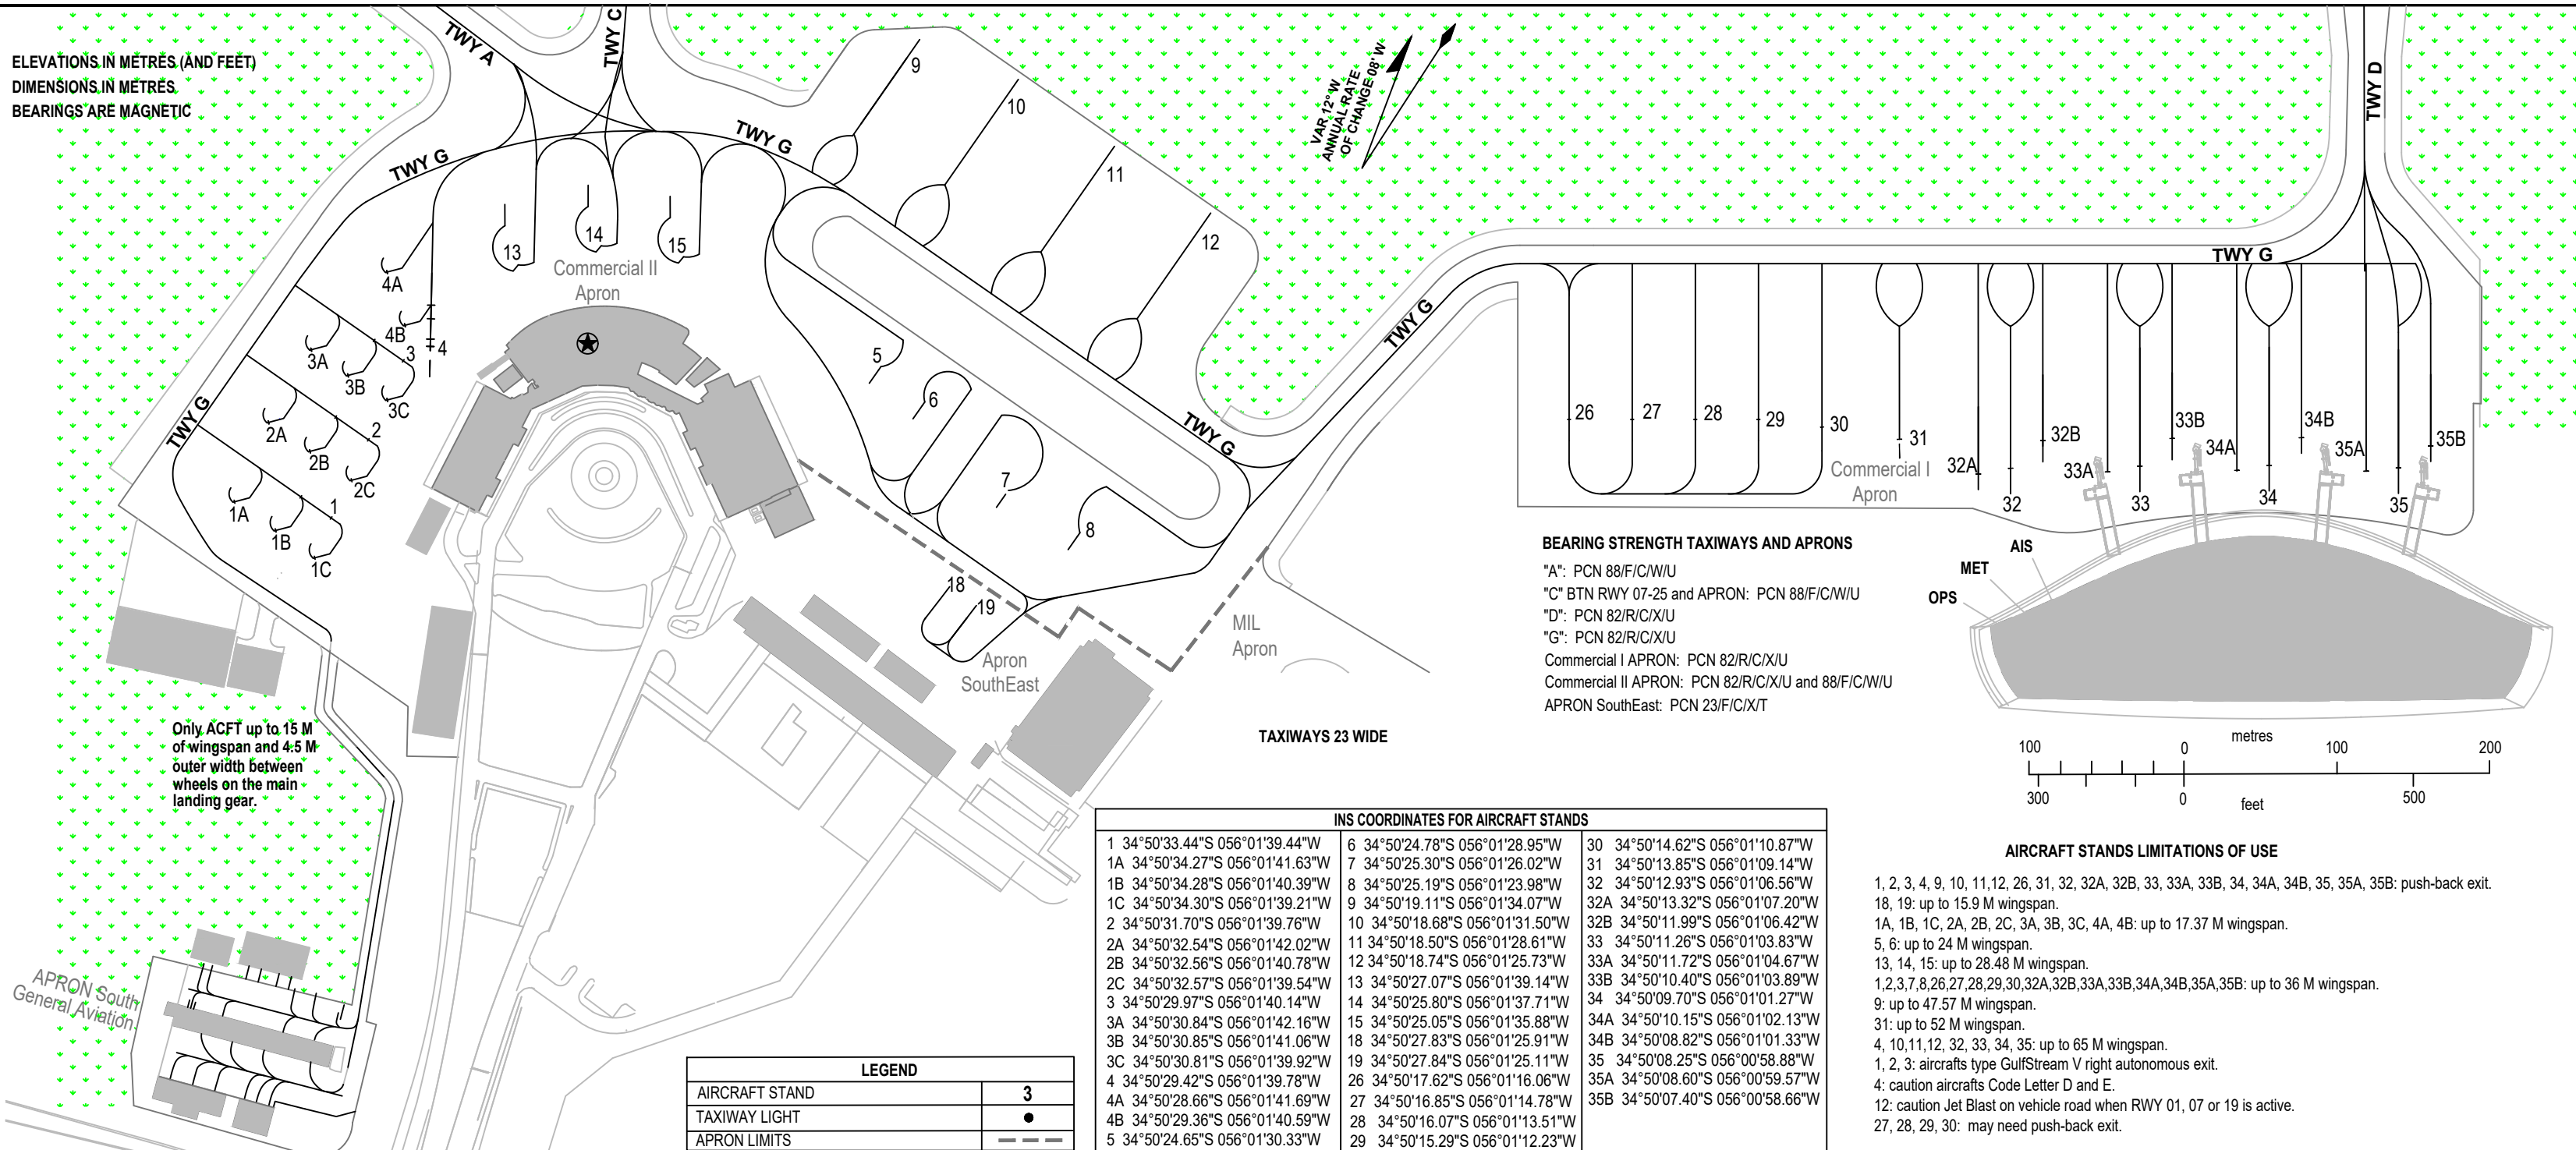 ELEVATIONS IN METRES (AND FEET)
DIMENSIONS IN METRES
BEARINGS ARE MAGNETIC
TWY A
TWY C
TWY G
TWY G
TWY G
TWY G
TWY G
TWY G
TWY D
VAR 12° W
ANNUAL RATE
OF CHANGE 08' W
9
10
11
12
13
14
15
Commercial II
Apron
4A
4B
4
3A
3B
3
3C
2A
2B
2
2C
1A
1B
1
1C
5
6
7
8
18
19
Apron
SouthEast
MIL
Apron
26
27
28
29
30
31
32A
32
32B
33A
33
33B
34A
34
34B
35A
35
35B
Commercial I
Apron
AIS
MET
OPS
BEARING STRENGTH TAXIWAYS AND APRONS
"A": PCN 88/F/C/W/U
"C" BTN RWY 07-25 and APRON: PCN 88/F/C/W/U
"D": PCN 82/R/C/X/U
"G": PCN 82/R/C/X/U
Commercial I APRON: PCN 82/R/C/X/U
Commercial II APRON: PCN 82/R/C/X/U and 88/F/C/W/U
APRON SouthEast: PCN 23/F/C/X/T
TAXIWAYS 23 WIDE
metres
100 0 100 200
300 0 500
feet
Only ACFT up to 15 M
of wingspan and 4.5 M
outer width between
wheels on the main
landing gear.
APRON South
General Aviation
LEGEND
AIRCRAFT STAND 3
TAXIWAY LIGHT
APRON LIMITS
INS COORDINATES FOR AIRCRAFT STANDS
1 34°50'33.44"S 056°01'39.44"W
1A 34°50'34.27"S 056°01'41.63"W
1B 34°50'34.28"S 056°01'40.39"W
1C 34°50'34.30"S 056°01'39.21"W
2 34°50'31.70"S 056°01'39.76"W
2A 34°50'32.54"S 056°01'42.02"W
2B 34°50'32.56"S 056°01'40.78"W
2C 34°50'32.57"S 056°01'39.54"W
3 34°50'29.97"S 056°01'40.14"W
3A 34°50'30.84"S 056°01'42.16"W
3B 34°50'30.85"S 056°01'41.06"W
3C 34°50'30.81"S 056°01'39.92"W
4 34°50'29.42"S 056°01'39.78"W
4A 34°50'28.66"S 056°01'41.69"W
4B 34°50'29.36"S 056°01'40.59"W
5 34°50'24.65"S 056°01'30.33"W
6 34°50'24.78"S 056°01'28.95"W
7 34°50'25.30"S 056°01'26.02"W
8 34°50'25.19"S 056°01'23.98"W
9 34°50'19.11"S 056°01'34.07"W
10 34°50'18.68"S 056°01'31.50"W
11 34°50'18.50"S 056°01'28.61"W
12 34°50'18.74"S 056°01'25.73"W
13 34°50'27.07"S 056°01'39.14"W
14 34°50'25.80"S 056°01'37.71"W
15 34°50'25.05"S 056°01'35.88"W
18 34°50'27.83"S 056°01'25.91"W
19 34°50'27.84"S 056°01'25.11"W
26 34°50'17.62"S 056°01'16.06"W
27 34°50'16.85"S 056°01'14.78"W
28 34°50'16.07"S 056°01'13.51"W
29 34°50'15.29"S 056°01'12.23"W
30 34°50'14.62"S 056°01'10.87"W
31 34°50'13.85"S 056°01'09.14"W
32 34°50'12.93"S 056°01'06.56"W
32A 34°50'13.32"S 056°01'07.20"W
32B 34°50'11.99"S 056°01'06.42"W
33 34°50'11.26"S 056°01'03.83"W
33A 34°50'11.72"S 056°01'04.67"W
33B 34°50'10.40"S 056°01'03.89"W
34 34°50'09.70"S 056°01'01.27"W
34A 34°50'10.15"S 056°01'02.13"W
34B 34°50'08.82"S 056°01'01.33"W
35 34°50'08.25"S 056°00'58.88"W
35A 34°50'08.60"S 056°00'59.57"W
35B 34°50'07.40"S 056°00'58.66"W
AIRCRAFT STANDS LIMITATIONS OF USE
1, 2, 3, 4, 9, 10, 11,12, 26, 31, 32, 32A, 32B, 33, 33A, 33B, 34, 34A, 34B, 35, 35A, 35B: push-back exit.
18, 19: up to 15.9 M wingspan.
1A, 1B, 1C, 2A, 2B, 2C, 3A, 3B, 3C, 4A, 4B: up to 17.37 M wingspan.
5, 6: up to 24 M wingspan.
13, 14, 15: up to 28.48 M wingspan.
1,2,3,7,8,26,27,28,29,30,32A,32B,33A,33B,34A,34B,35A,35B: up to 36 M wingspan.
9: up to 47.57 M wingspan.
31: up to 52 M wingspan.
4, 10,11,12, 32, 33, 34, 35: up to 65 M wingspan.
1, 2, 3: aircrafts type GulfStream V right autonomous exit.
4: caution aircrafts Code Letter D and E.
12: caution Jet Blast on vehicle road when RWY 01, 07 or 19 is active.
27, 28, 29, 30: may need push-back exit.